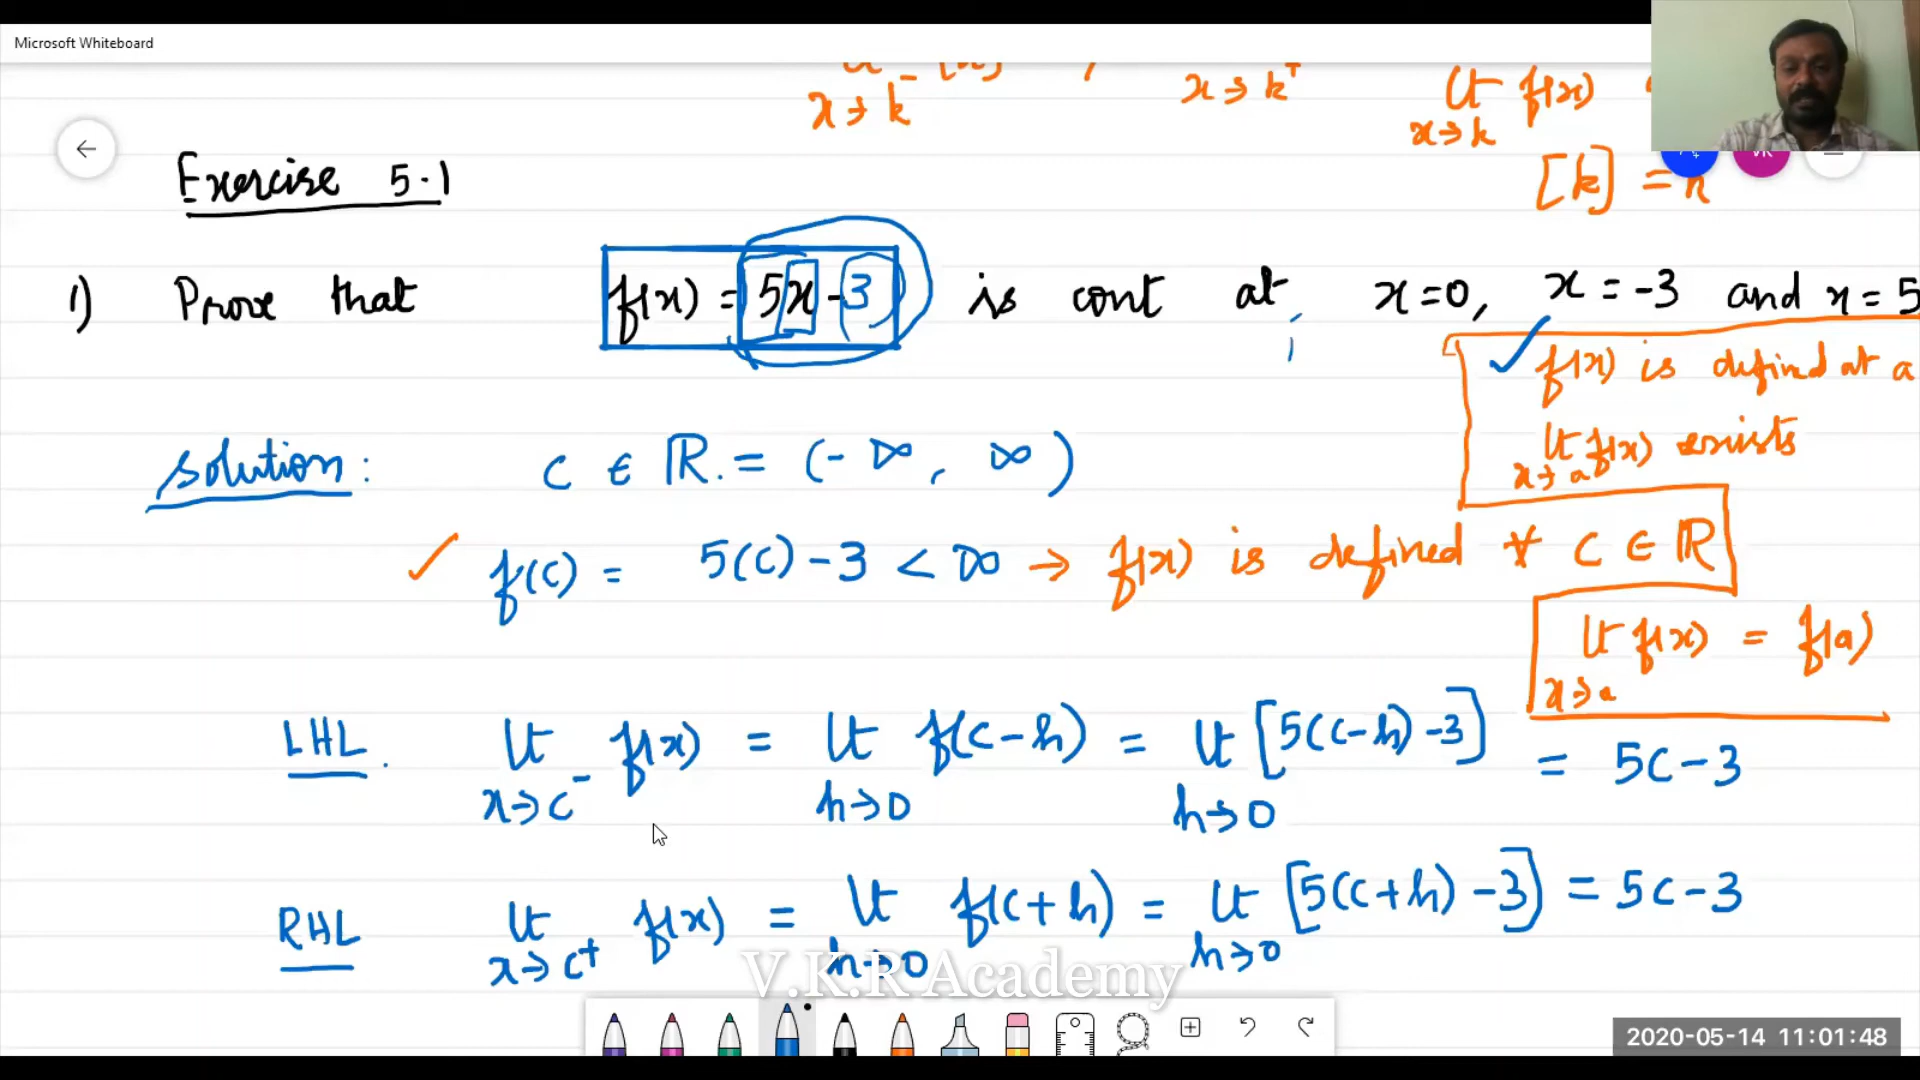 Microsoft Whiteboard
x→k⁻ x→k⁺ lt f(x)
x→k
[k] =
Exercise 5.1
1) Prove that f(x) = 5x-3 is cont at x=0, x=-3 and x=5
f(x) is defined at a
lt f(x) exists
x→a
solution: c ∈ ℝ. = (-∞, ∞)
f(c) = 5(c)-3 < ∞ → f(x) is defined ∀ c ∈ ℝ
lt f(x) = f(a)
x→a
LHL. lt f(x) = lt f(c-h) = lt [5(c-h)-3] = 5c-3
x→c⁻ h→0 h→0
RHL lt f(x) = lt f(c+h) = lt [5(c+h)-3] = 5c-3
x→c⁺ h→0 h→0
V.K.R Academy
2020-05-14 11:01:48